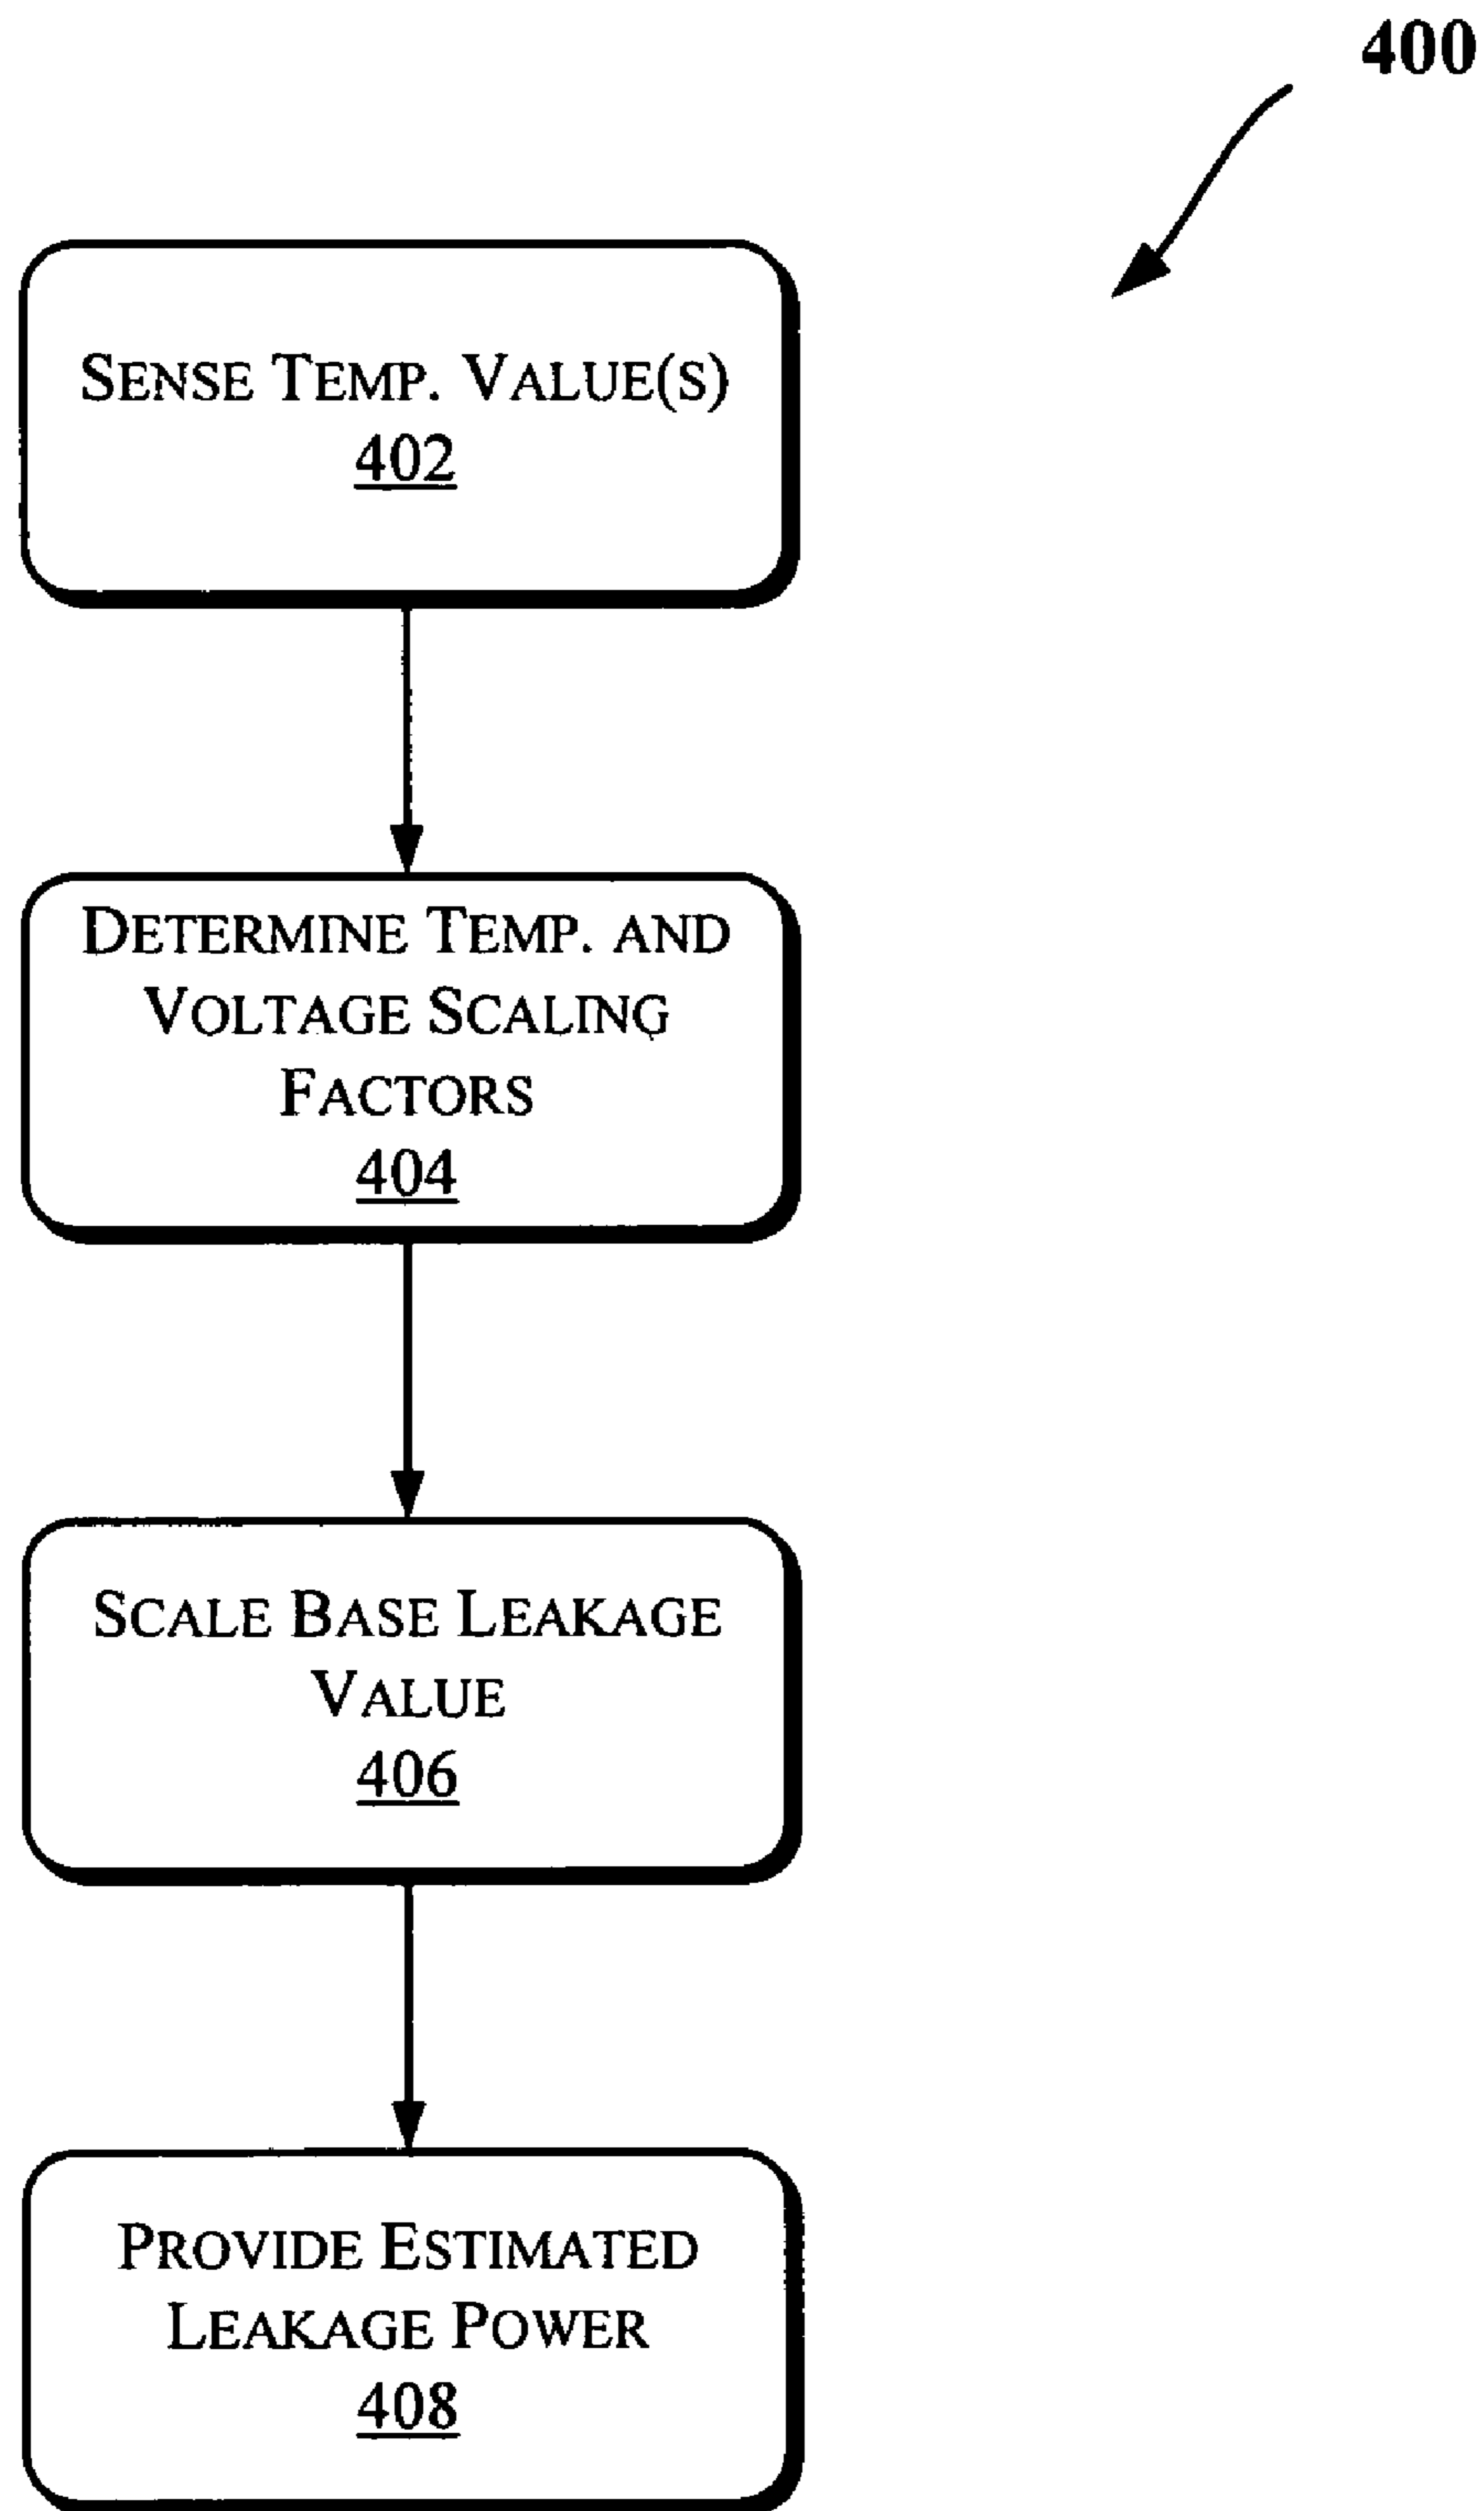 400
SENSE TEMP. VALUE(S)
402
DETERMINE TEMP. AND
VOLTAGE SCALING
FACTORS
404
SCALE BASE LEAKAGE
VALUE
406
PROVIDE ESTIMATED
LEAKAGE POWER
408